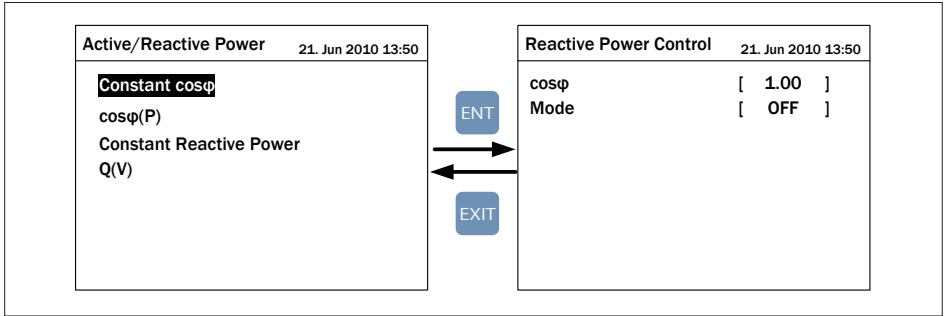 Active/Reactive Power 21. Jun 2010 13:50
Constant cosφ
cosφ(P)
Constant Reactive Power
Q(V)
ENT
EXIT
Reactive Power Control 21. Jun 2010 13:50
cosφ [ 1.00 ]
Mode [ OFF ]